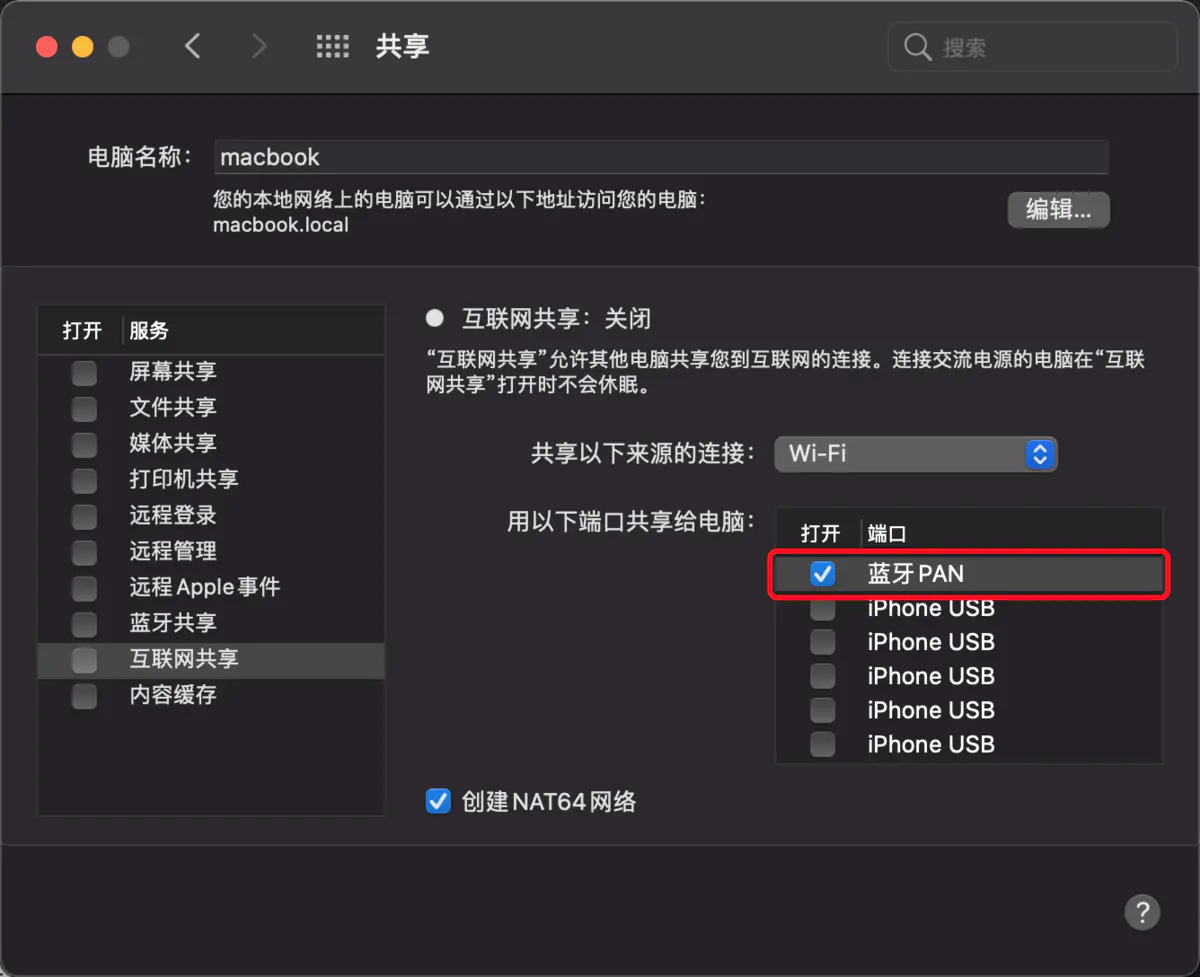 共享
搜索
电脑名称：
macbook
您的本地网络上的电脑可以通过以下地址访问您的电脑：
macbook.local
编辑...
打开 服务
屏幕共享
文件共享
媒体共享
打印机共享
远程登录
远程管理
远程Apple事件
蓝牙共享
互联网共享
内容缓存
互联网共享：关闭
“互联网共享”允许其他电脑共享您到互联网的连接。连接交流电源的电脑在“互联
网共享”打开时不会休眠。
共享以下来源的连接：
Wi-Fi
用以下端口共享给电脑：
打开 端口
蓝牙PAN
iPhone USB
iPhone USB
iPhone USB
iPhone USB
iPhone USB
创建NAT64网络
?